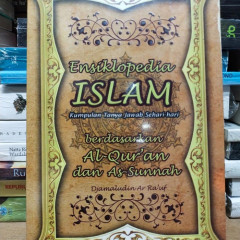 Ensiklopedia
ISLAM
Kumpulan Tanya Jawab Sehari-hari
berdasarkan
Al-Qur'an
dan As-Sunnah
Djamaludin Ar Ra'uf